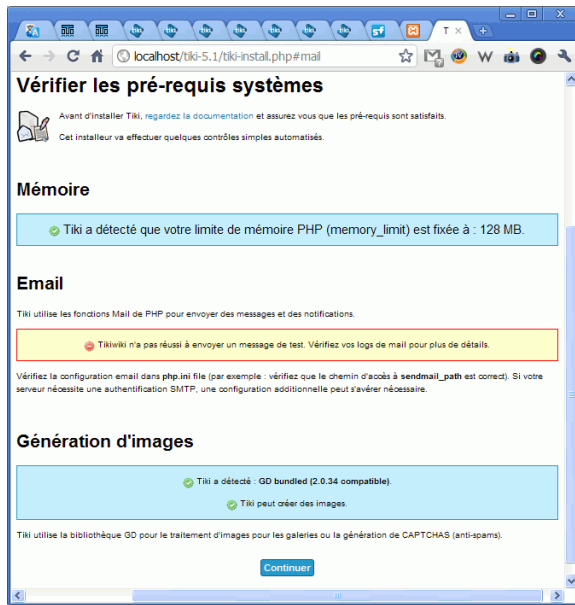 T
localhost/tiki-5.1/tiki-install.php#mail
Vérifier les pré-requis systèmes
Avant d'installer Tiki, regardez la documentation et assurez vous que les pré-requis sont satisfaits.
Cet installeur va effectuer quelques contrôles simples automatisés.
Mémoire
Tiki a détecté que votre limite de mémoire PHP (memory_limit) est fixée à : 128 MB.
Email
Tiki utilise les fonctions Mail de PHP pour envoyer des messages et des notifications.
Tikiwiki n'a pas réussi à envoyer un message de test. Vérifiez vos logs de mail pour plus de détails.
Vérifiez la configuration email dans php.ini file (par exemple : vérifiez que le chemin d'accès à sendmail_path est correct). Si votre
serveur nécessite une authentification SMTP, une configuration additionnelle peut s'avérer nécessaire.
Génération d'images
Tiki a détecté : GD bundled (2.0.34 compatible).
Tiki peut créer des images.
Tiki utilise la bibliothèque GD pour le traitement d'images pour les galeries ou la génération de CAPTCHAS (anti-spams).
Continuer